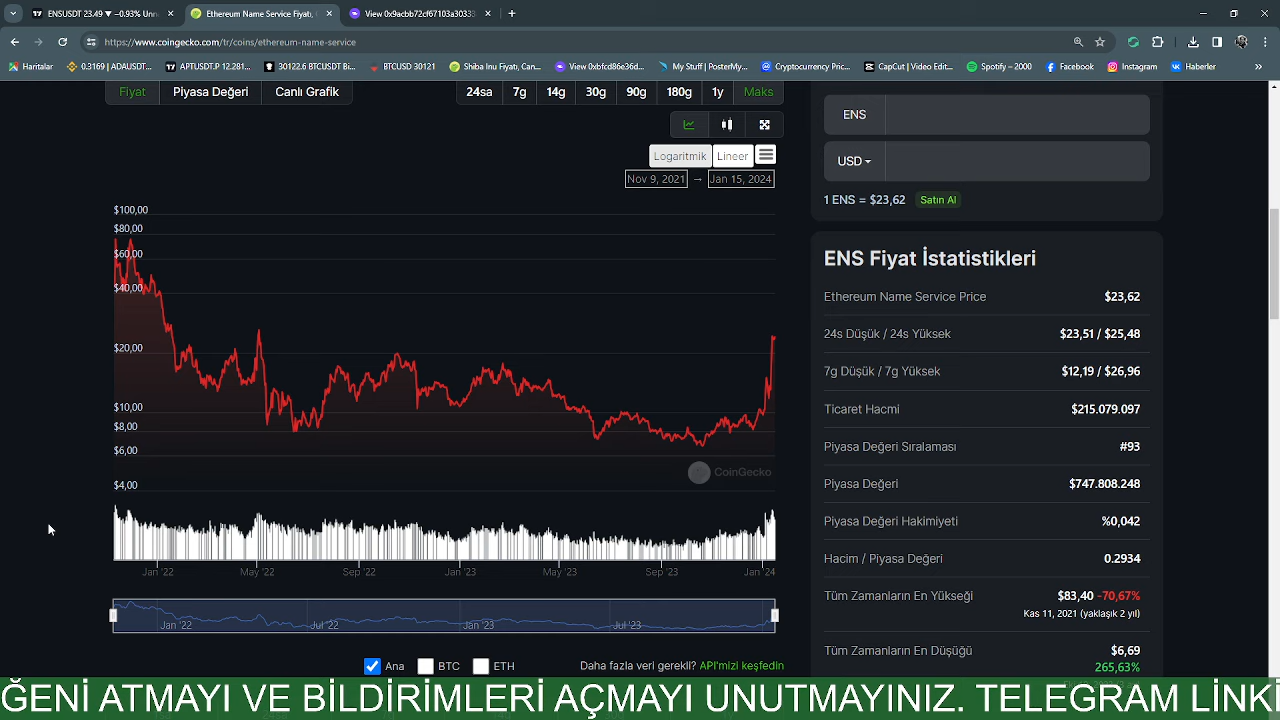 ENSUSDT 23.49 ▼ −0.93% Unn
Ethereum Name Service Fiyatı,
View 0x9acbb72cf67103a30333
https://www.coingecko.com/tr/coins/ethereum-name-service
Haritalar
0.3169 | ADAUSDT...
APTUSDT.P 12.281...
30122.6 BTCUSDT Bi...
BTCUSD 30121
Shiba Inu Fiyatı, Can...
View 0xbfcd86e36d...
My Stuff | PosterMy...
Cryptocurrency Pric...
CapCut | Video Edit...
Spotify – 2000
Facebook
Instagram
Haberler
Fiyat Piyasa Değeri Canlı Grafik
24sa 7g 14g 30g 90g 180g 1y Maks
Logaritmik Lineer
Nov 9, 2021 → Jan 15, 2024
$100,00
$80,00
$60,00
$40,00
$20,00
$10,00
$8,00
$6,00
$4,00
CoinGecko
Jan '22 May '22 Sep '22 Jan '23 May '23 Sep '23 Jan '24
Jan '22 Jul '22 Jan '23 Jul '23
Ana BTC ETH
Daha fazla veri gerekli? API'mizi keşfedin
ENS
USD
1 ENS = $23,62 Satın Al
ENS Fiyat İstatistikleri
Ethereum Name Service Price $23,62
24s Düşük / 24s Yüksek $23,51 / $25,48
7g Düşük / 7g Yüksek $12,19 / $26,96
Ticaret Hacmi $215.079.097
Piyasa Değeri Sıralaması #93
Piyasa Değeri $747.808.248
Piyasa Değeri Hakimiyeti %0,042
Hacim / Piyasa Değeri 0.2934
Tüm Zamanların En Yükseği $83,40 -70,67%
Kas 11, 2021 (yaklaşık 2 yıl)
Tüm Zamanların En Düşüğü $6,69
265,63%
ĞENİ ATMAYI VE BİLDİRİMLERİ AÇMAYI UNUTMAYINIZ. TELEGRAM LİNKİ